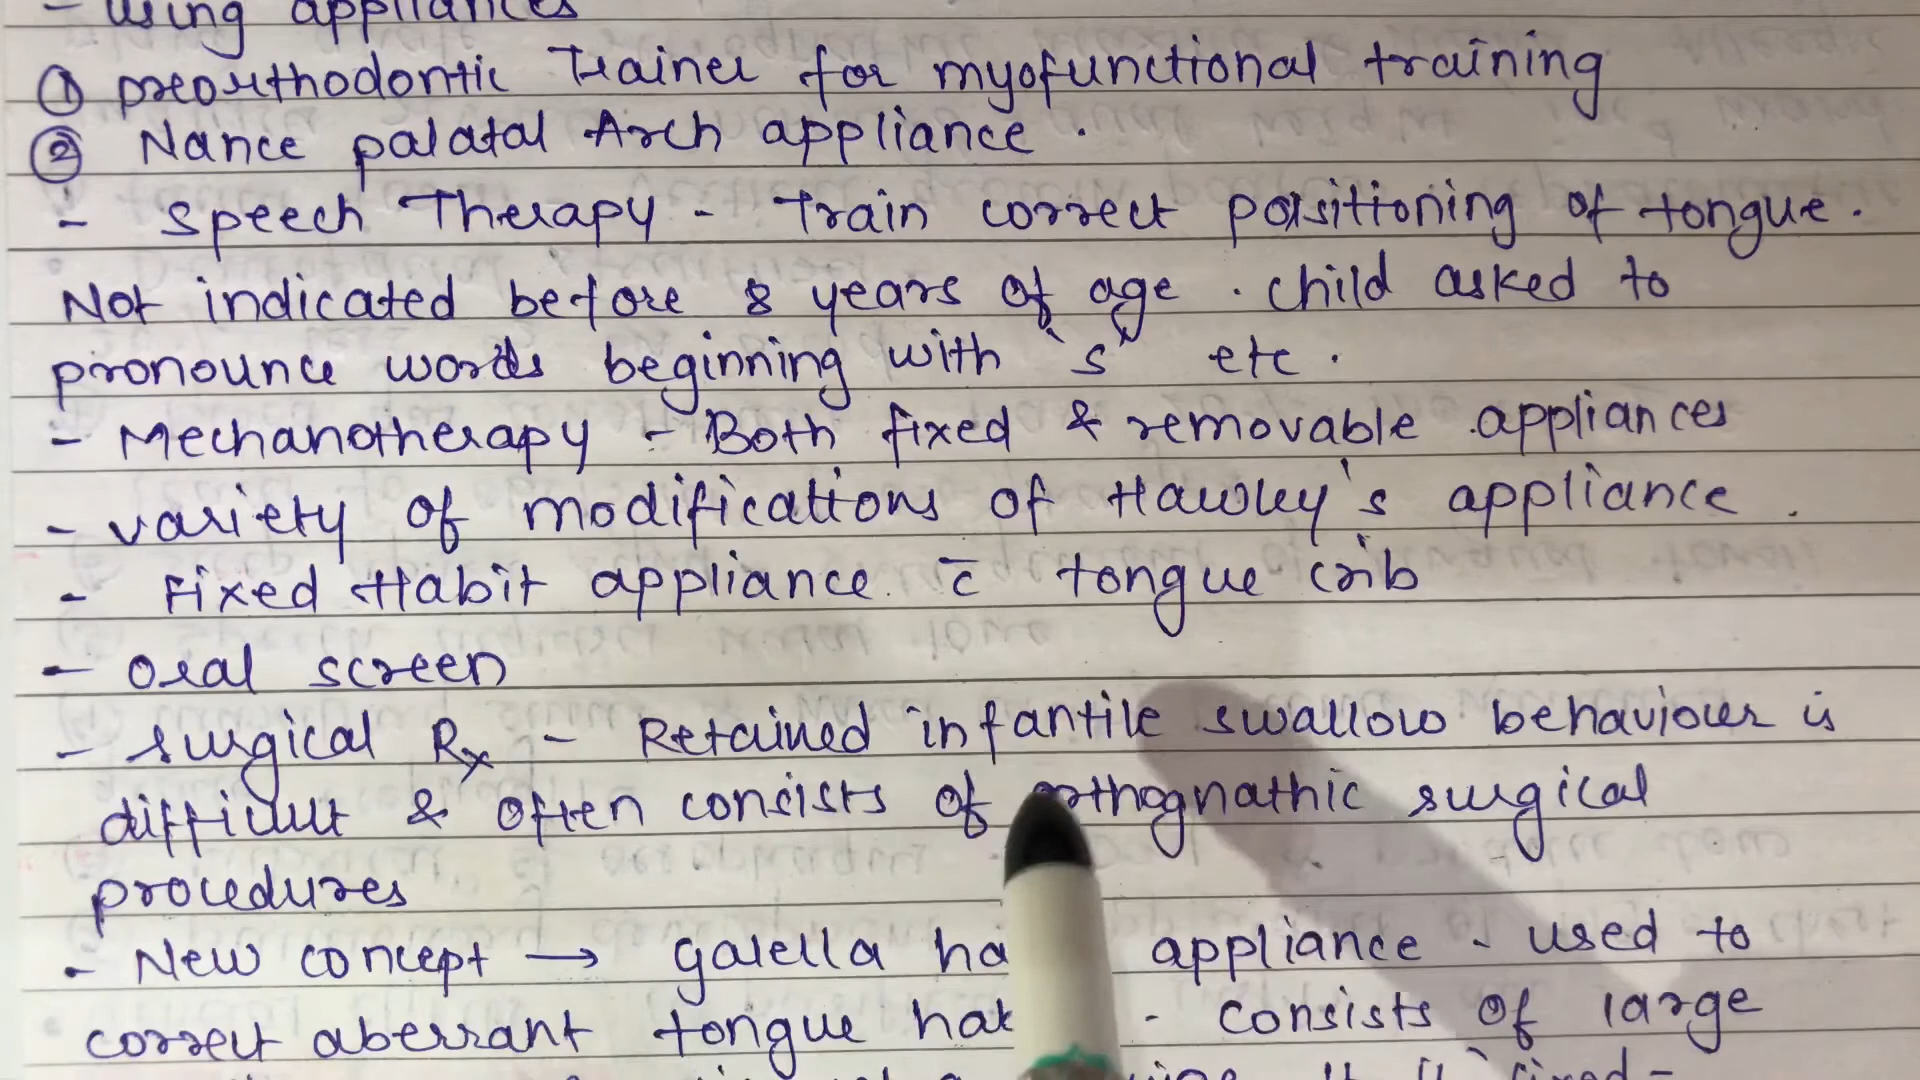 - using appliances
① preorthodontic Trainer for myofunctional training
② Nance palatal Arch appliance .
- Speech Therapy - Train correct positioning of tongue .
Not indicated before 8 years of age . child asked to
pronounce words beginning with 's' etc .
- Mechanotherapy - Both fixed & removable appliances
- variety of modifications of Hawley's appliance .
- Fixed Habit appliance c̄ tongue crib
- oral screen
- surgical Rx - Retained infantile swallow behaviour is
difficult & often consists of orthognathic surgical
procedures
- New concept → galella ha appliance - used to
correct aberrant tongue - consists of large